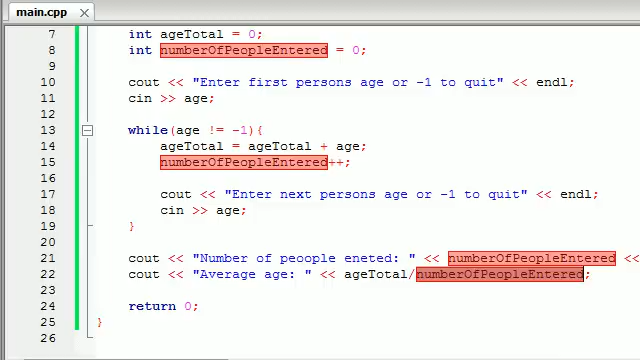 main.cpp
7 int ageTotal = 0;
8 int numberOfPeopleEntered = 0;
9
10 cout << "Enter first persons age or -1 to quit" << endl;
11 cin >> age;
12
13 while(age != -1){
14 ageTotal = ageTotal + age;
15 numberOfPeopleEntered++;
16
17 cout << "Enter next persons age or -1 to quit" << endl;
18 cin >> age;
19 }
20
21 cout << "Number of peoople eneted: " << numberOfPeopleEntered <<
22 cout << "Average age: " << ageTotal/numberOfPeopleEntered;
23
24 return 0;
25 }
26